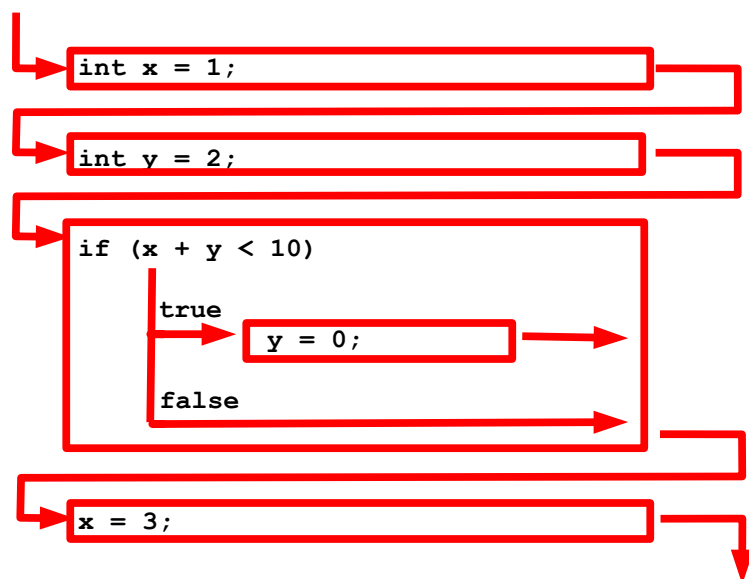 int x = 1;
int y = 2;
if (x + y < 10)
true
y = 0;
false
x = 3;